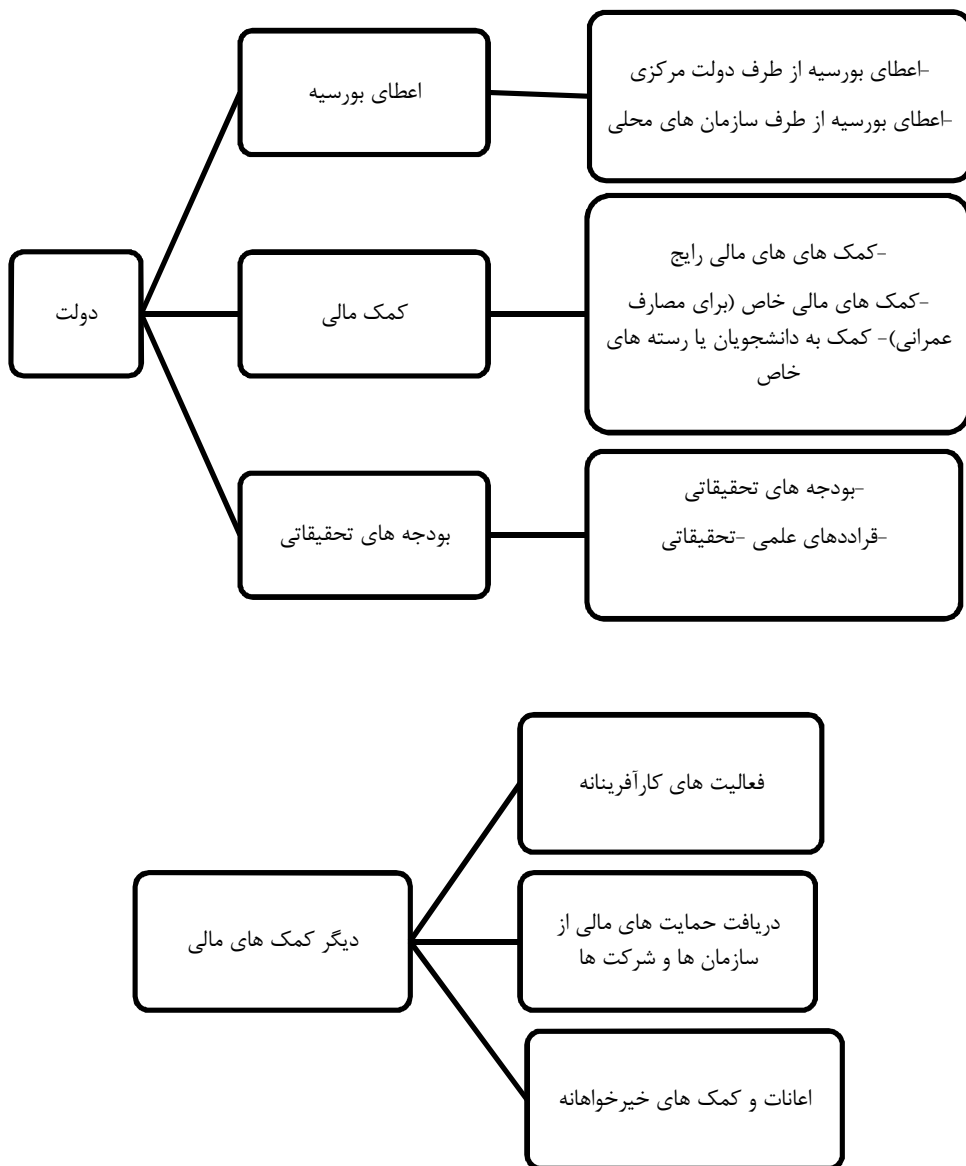 اعطای بورسیه
-اعطای بورسیه از طرف دولت مرکزی
-اعطای بورسیه از طرف سازمان های محلی
دولت
کمک مالی
-کمک های های مالی رایج
-کمک های مالی خاص (برای مصارف
عمرانی)- کمک به دانشجویان یا رسته های
خاص
بودجه های تحقیقاتی
-بودجه های تحقیقاتی
-قراددهای علمی -تحقیقاتی
دیگر کمک های مالی
فعالیت های کارآفرینانه
دریافت حمایت های مالی از
سازمان ها و شرکت ها
اعانات و کمک های خیرخواهانه